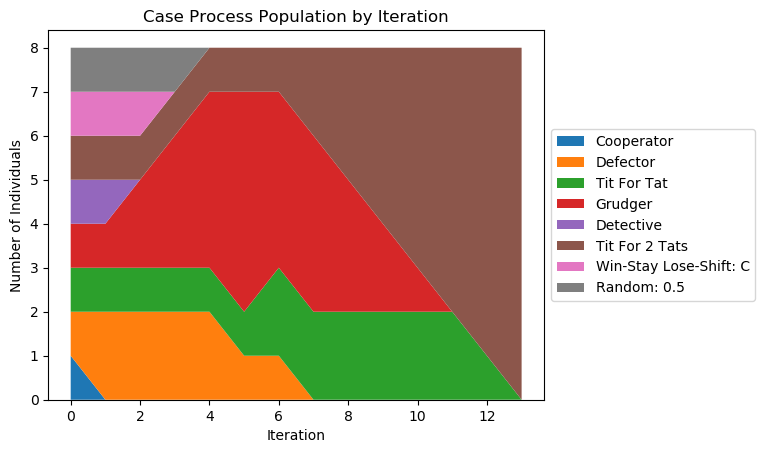 Case Process Population by Iteration
Number of Individuals
8
7
6
5
4
3
2
1
0
0 2 4 6 8 10 12
Iteration
Cooperator
Defector
Tit For Tat
Grudger
Detective
Tit For 2 Tats
Win-Stay Lose-Shift: C
Random: 0.5